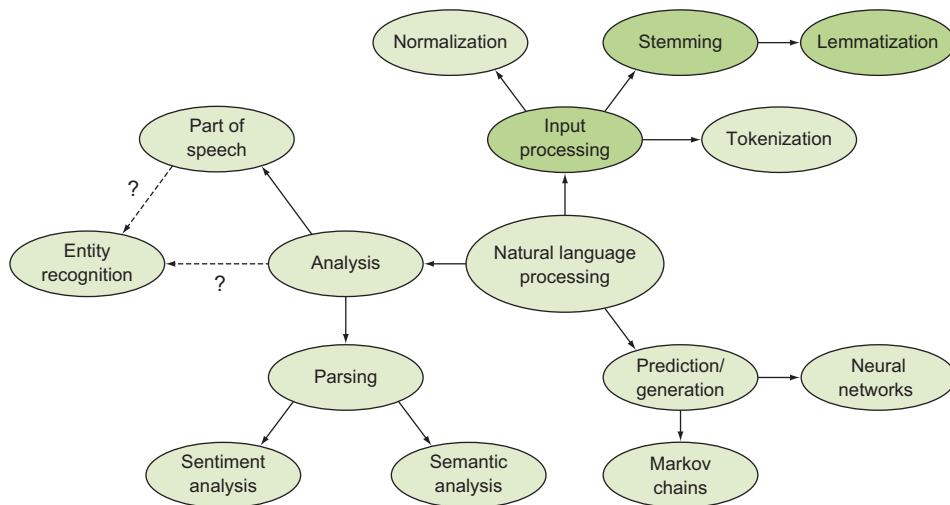 Normalization
Stemming
Lemmatization
Input
processing
Tokenization
Part of
speech
?
Entity
recognition
?
Analysis
Natural language
processing
Parsing
Prediction/
generation
Neural
networks
Sentiment
analysis
Semantic
analysis
Markov
chains